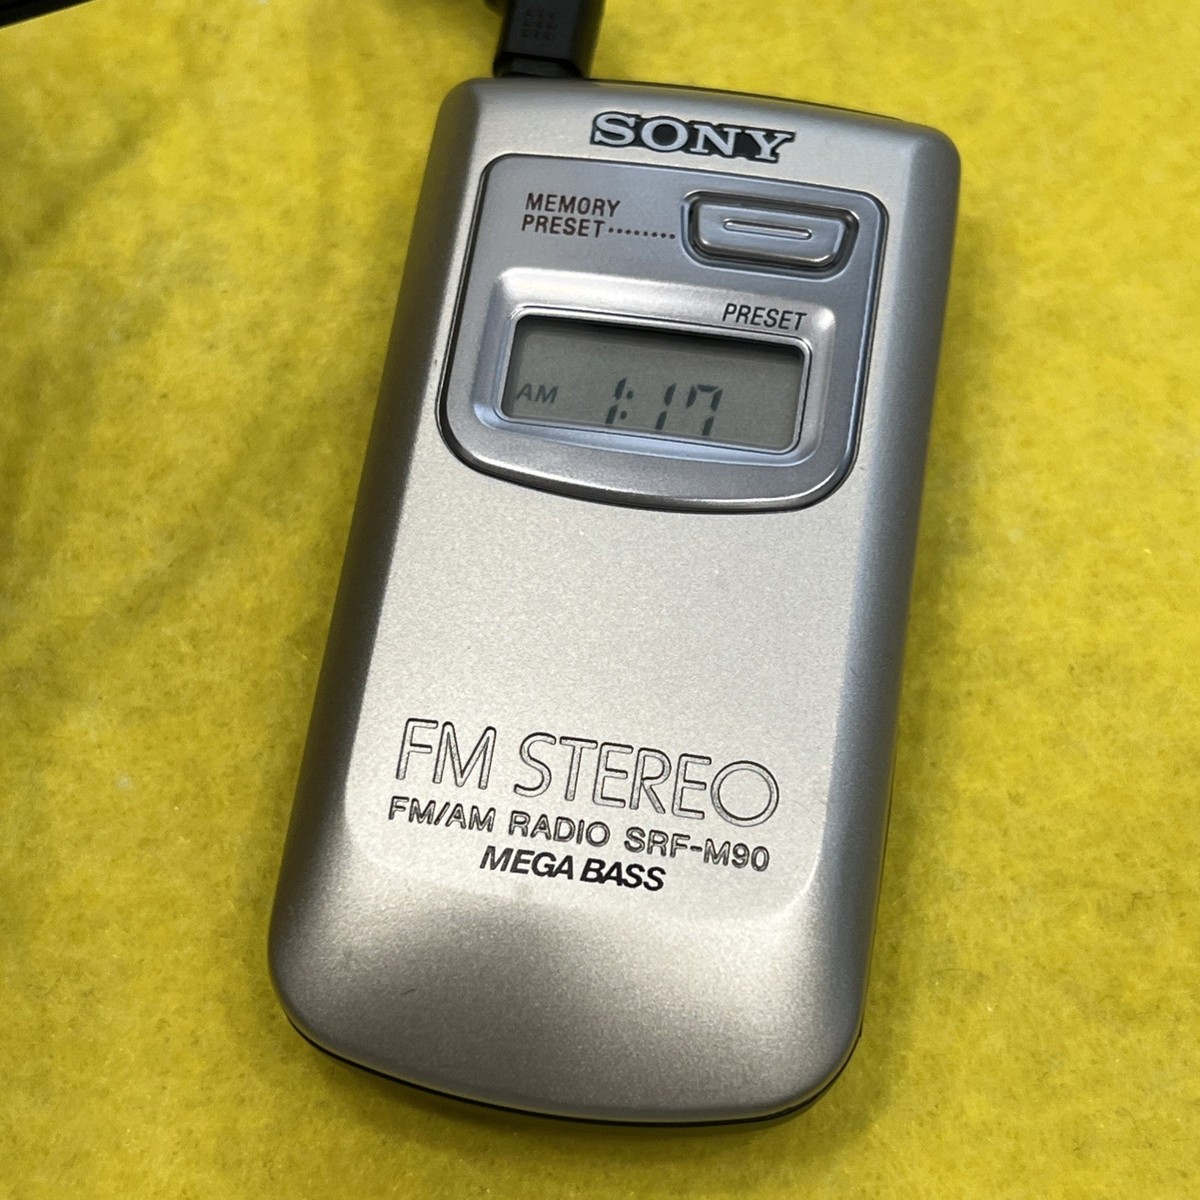 SONY
MEMORY
PRESET........
PRESET
AM 1:17
FM STEREO
FM/AM RADIO SRF-M90
MEGA BASS